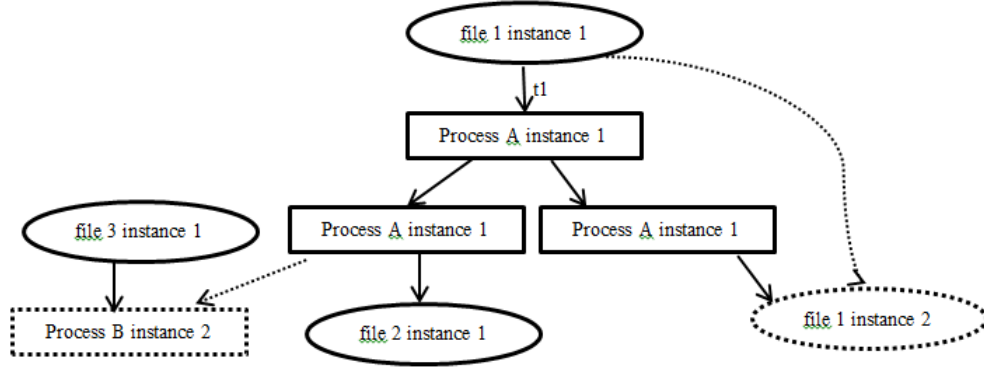 file 1 instance 1
t1
Process A instance 1
file 3 instance 1
Process A instance 1
Process A instance 1
Process B instance 2
file 2 instance 1
file 1 instance 2